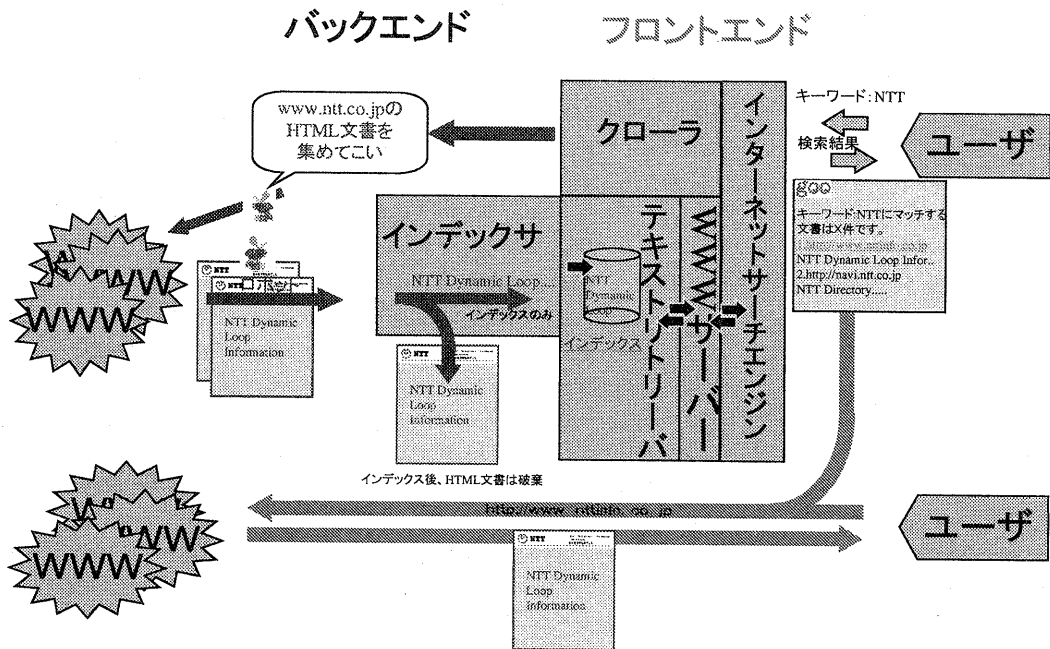 バックエンド
フロントエンド
www.ntt.co.jpの
HTML文書を
集めてこい
クローラ
インターネットサーチエンジン
キーワード:NTT
検索結果
ユーザ
goo
キーワード:NTTにマッチする
文書はX件です。
NTT Dynamic Loop Infor..
2.http://navi.ntt.co.jp
NTT Directory.....
WWW
ロボット
NTT
NTT Dynamic
Loop
Information
インデックサ
NTT Dynamic Loop ....
インデックスのみ
NTT
Dynamic
Loop
インデックス
テキストリトリーバ
WWWサーバー
NTT
NTT Dynamic
Loop
Information
インデックス後、HTML文書は破棄
WWW
ユーザ
NTT
NTT Dynamic
Loop
Information